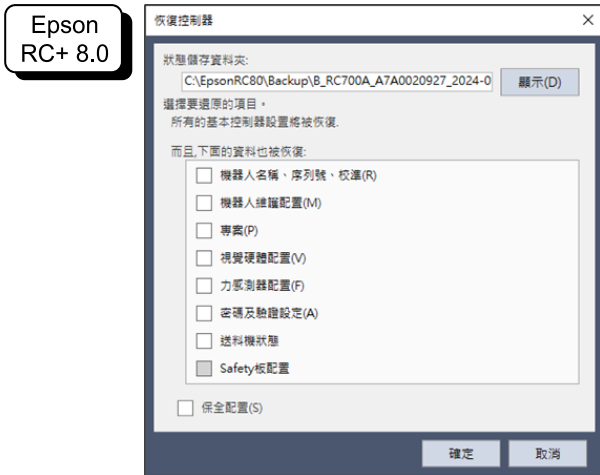 Epson
RC+ 8.0
恢復控制器
狀態儲存資料夾:
C:\EpsonRC80\Backup\B_RC700A_A7A0020927_2024-0
顯示(D)
選擇要還原的項目。
所有的基本控制器設置將被恢復.
而且,下面的資料也被恢復:
機器人名稱、序列號、校準(R)
機器人維護配置(M)
專案(P)
視覺硬體配置(V)
力感測器配置(F)
密碼及驗證設定(A)
送料機狀態
Safety板配置
保全配置(S)
確定
取消